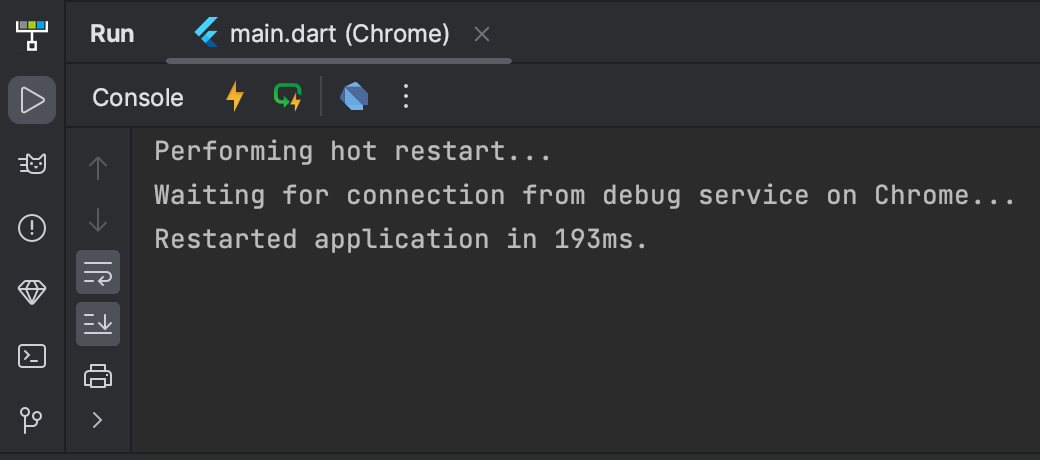 Run
main.dart (Chrome)
Console
Performing hot restart...
Waiting for connection from debug service on Chrome...
Restarted application in 193ms.